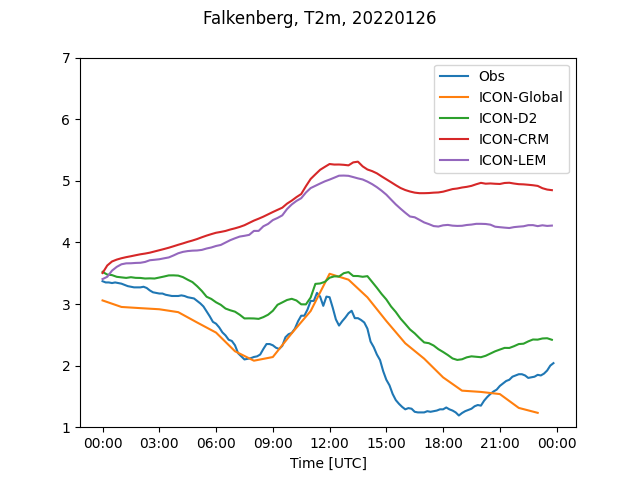 Falkenberg, T2m, 20220126
7
6
5
4
3
2
1
Obs
ICON-Global
ICON-D2
ICON-CRM
ICON-LEM
00:00 03:00 06:00 09:00 12:00 15:00 18:00 21:00 00:00
Time [UTC]